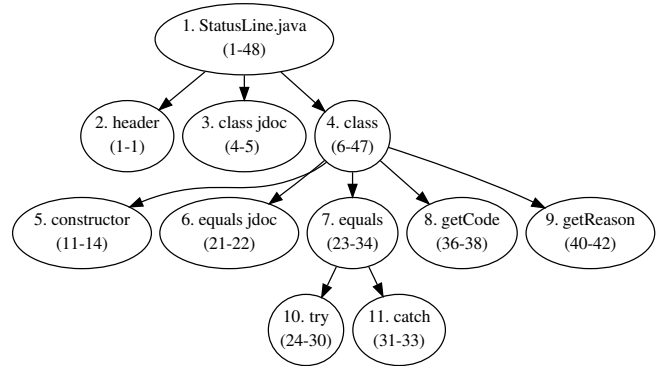 1. StatusLine.java
(1-48)
2. header
(1-1)
3. class jdoc
(4-5)
4. class
(6-47)
5. constructor
(11-14)
6. equals jdoc
(21-22)
7. equals
(23-34)
8. getCode
(36-38)
9. getReason
(40-42)
10. try
(24-30)
11. catch
(31-33)